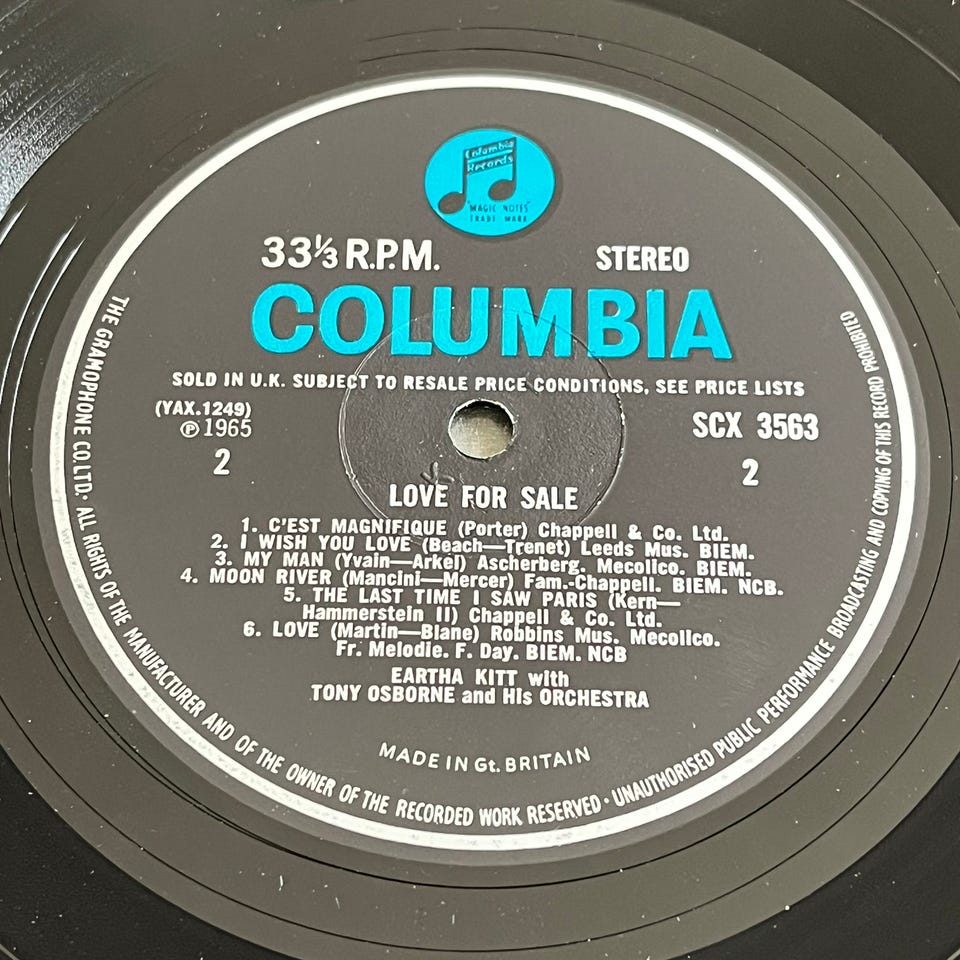 Columbia
Records
"MAGIC NOTES"
TRADE MARK
33⅓ R.P.M.
STEREO
COLUMBIA
SOLD IN U.K. SUBJECT TO RESALE PRICE CONDITIONS, SEE PRICE LISTS
(YAX.1249)
℗ 1965
SCX 3563
2
2
LOVE FOR SALE
1. C'EST MAGNIFIQUE (Porter) Chappell & Co. Ltd.
2. I WISH YOU LOVE (Beach—Trenet) Leeds Mus. BIEM.
3. MY MAN (Yvain—Arkel) Ascherberg. Mecolico. BIEM.
4. MOON RIVER (Mancini—Mercer) Fam.-Chappell. BIEM. NCB.
5. THE LAST TIME I SAW PARIS (Kern—
Hammerstein II) Chappell & Co. Ltd.
6. LOVE (Martin—Blane) Robbins Mus. Mecolico.
Fr. Melodie. F. Day. BIEM. NCB
EARTHA KITT with
TONY OSBORNE and His ORCHESTRA
MADE IN Gt. BRITAIN
THE GRAMOPHONE CO. LTD. · ALL RIGHTS OF THE MANUFACTURER AND OF THE OWNER OF THE RECORDED WORK RESERVED · UNAUTHORISED PUBLIC PERFORMANCE BROADCASTING AND COPYING OF THIS RECORD PROHIBITED